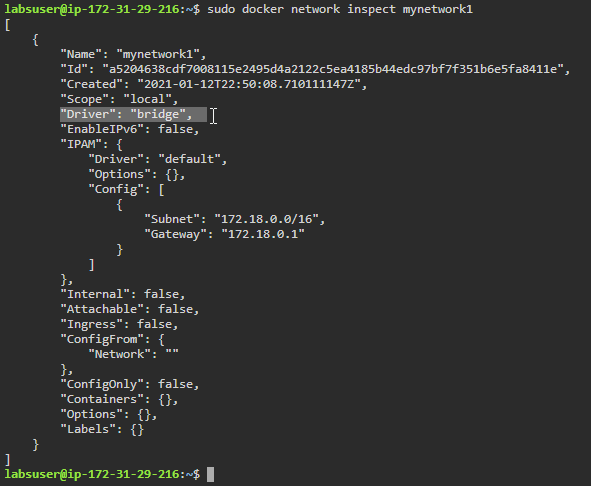 labsuser@ip-172-31-29-216:~$ sudo docker network inspect mynetwork1
[
    {
        "Name": "mynetwork1",
        "Id": "a5204638cdf7008115e2495d4a2122c5ea4185b44edc97bf7f351b6e5fa8411e",
        "Created": "2021-01-12T22:50:08.710111147Z",
        "Scope": "local",
        "Driver": "bridge",
        "EnableIPv6": false,
        "IPAM": {
            "Driver": "default",
            "Options": {},
            "Config": [
                {
                    "Subnet": "172.18.0.0/16",
                    "Gateway": "172.18.0.1"
                }
            ]
        },
        "Internal": false,
        "Attachable": false,
        "Ingress": false,
        "ConfigFrom": {
            "Network": ""
        },
        "ConfigOnly": false,
        "Containers": {},
        "Options": {},
        "Labels": {}
    }
]
labsuser@ip-172-31-29-216:~$